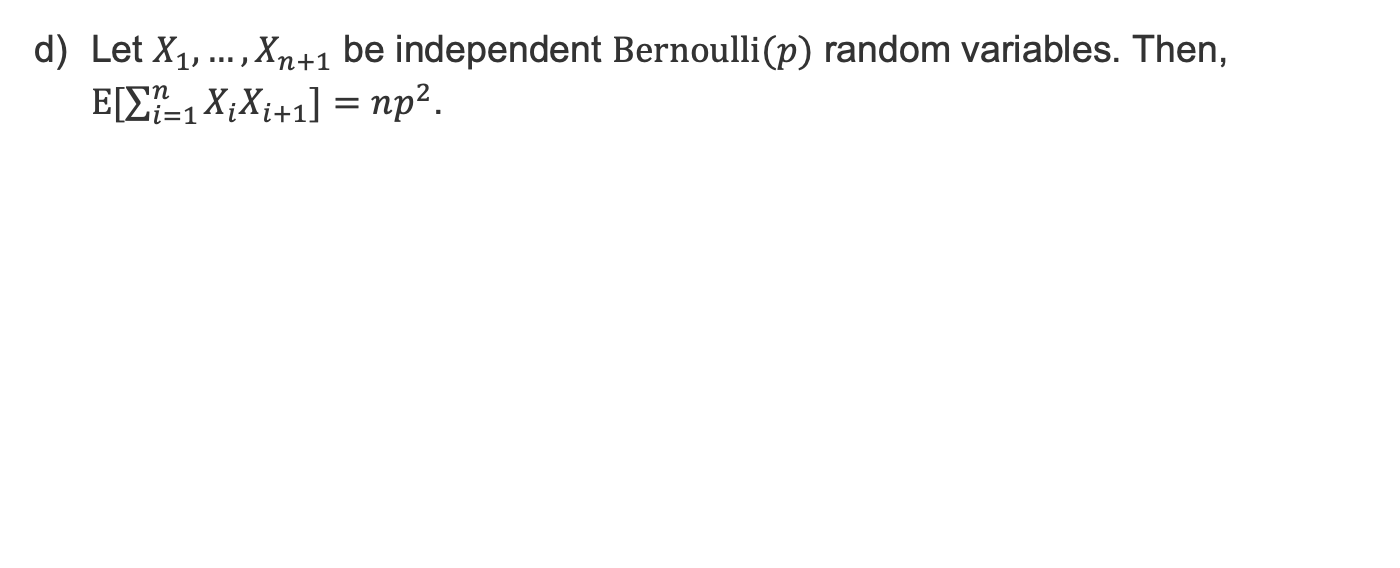 d) Let X₁, ... , Xₙ₊₁ be independent Bernoulli(p) random variables. Then,
E[∑ⁿᵢ₌₁ XᵢXᵢ₊₁] = np².